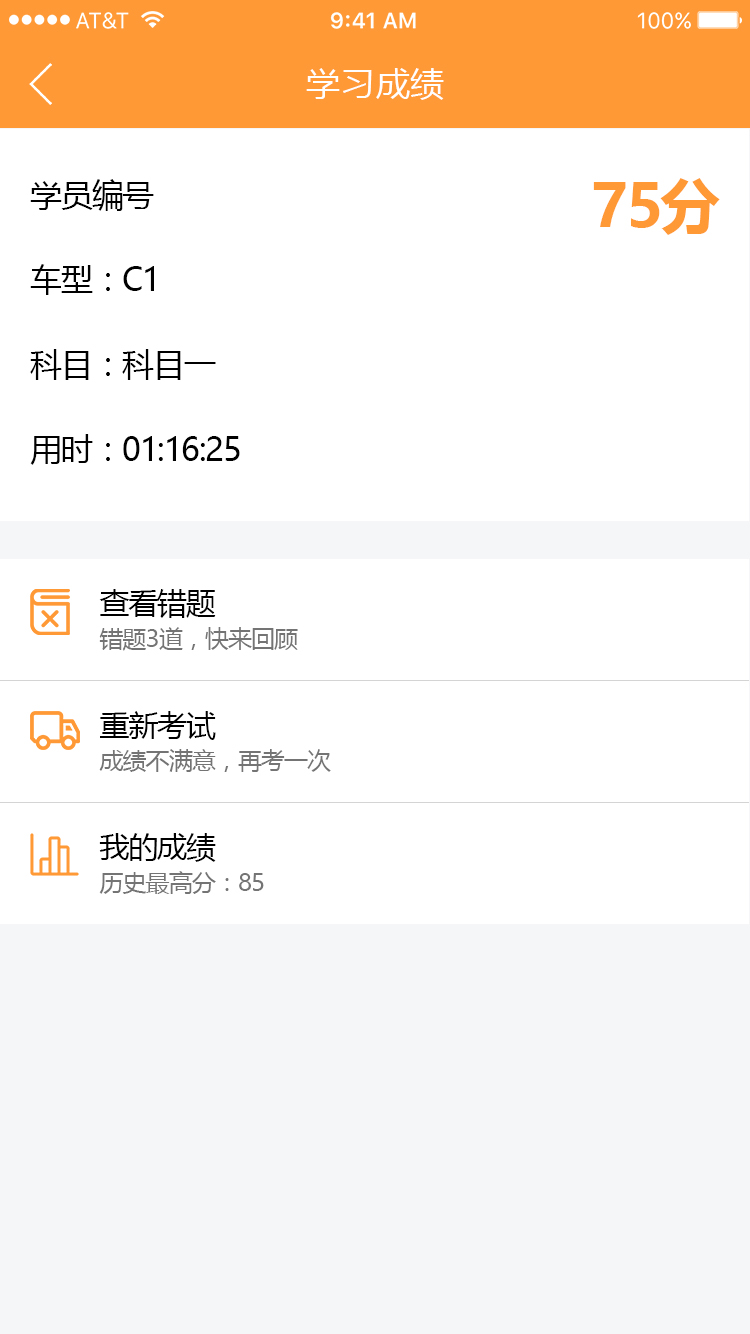 AT&T 9:41 AM 100%
学习成绩
学员编号
75分
车型：C1
科目：科目一
用时：01:16:25
查看错题
错题3道，快来回顾
重新考试
成绩不满意，再考一次
我的成绩
历史最高分：85